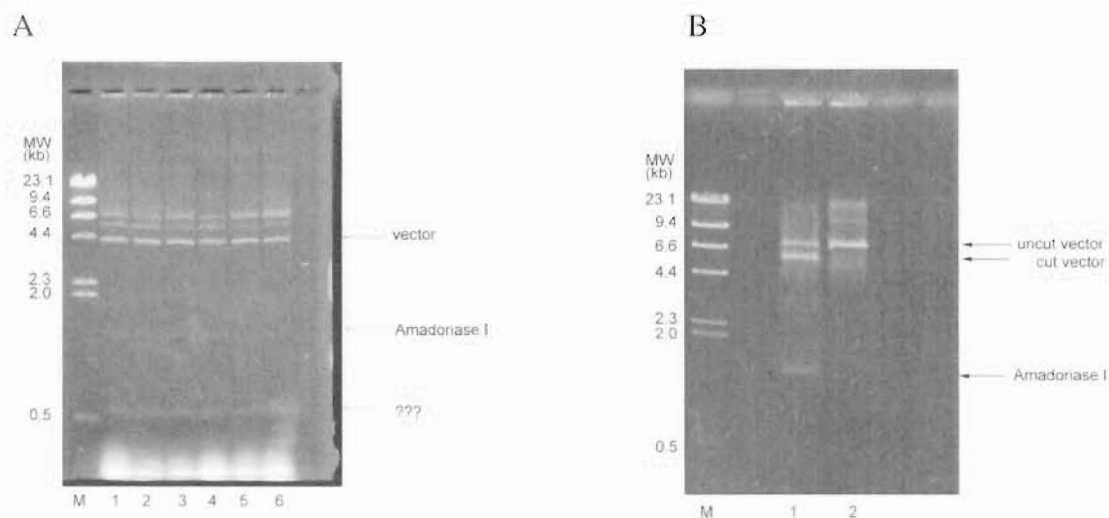 A
MW
(kb)
23.1
9.4
6.6
4.4
2.3
2.0
0.5
vector
Amadoriase I
???
M 1 2 3 4 5 6
B
MW
(kb)
23.1
9.4
6.6
4.4
2.3
2.0
0.5
uncut vector
cut vector
Amadoriase I
M 1 2